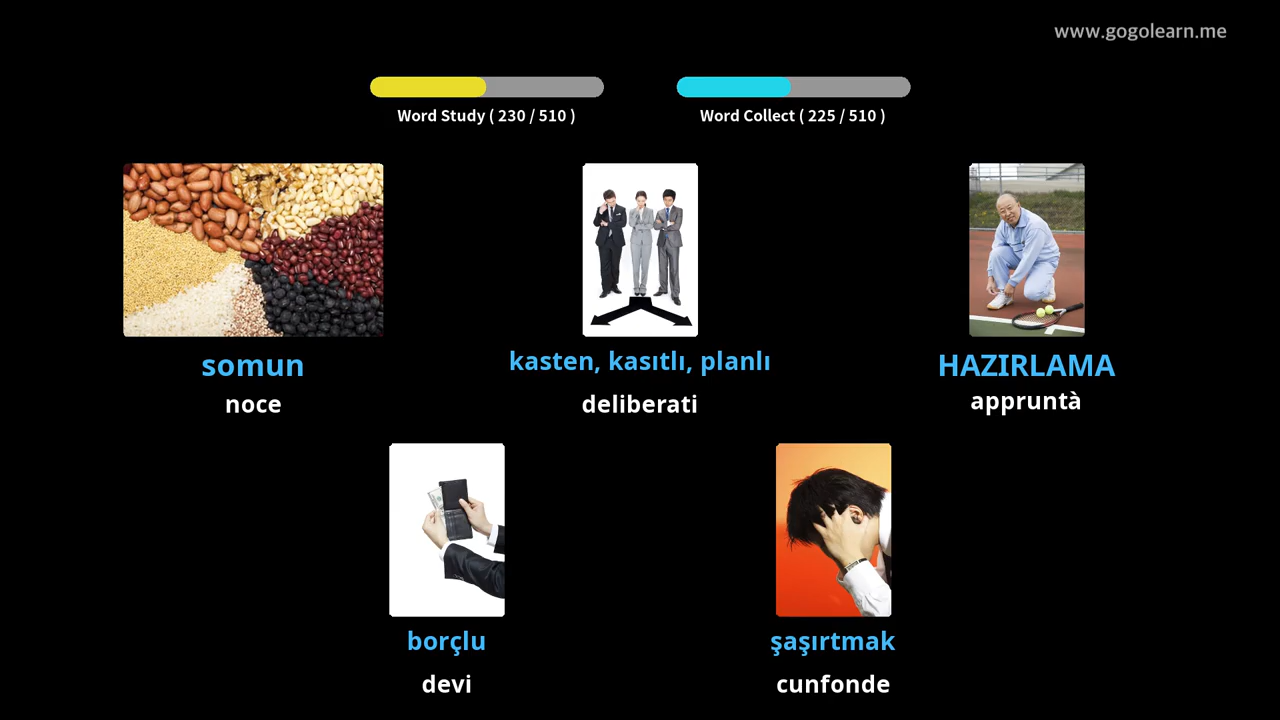 www.gogolearn.me
Word Study ( 230 / 510 )
Word Collect ( 225 / 510 )
somun
noce
kasten, kasıtlı, planlı
deliberati
HAZIRLAMA
appruntà
borçlu
devi
şaşırtmak
cunfonde